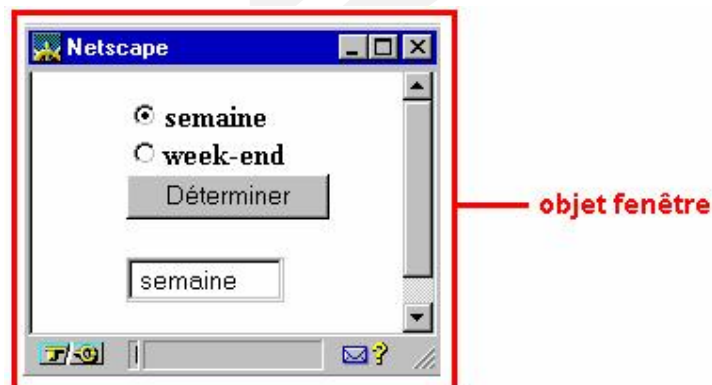 Netscape
semaine
week-end
Déterminer
objet fenêtre
semaine